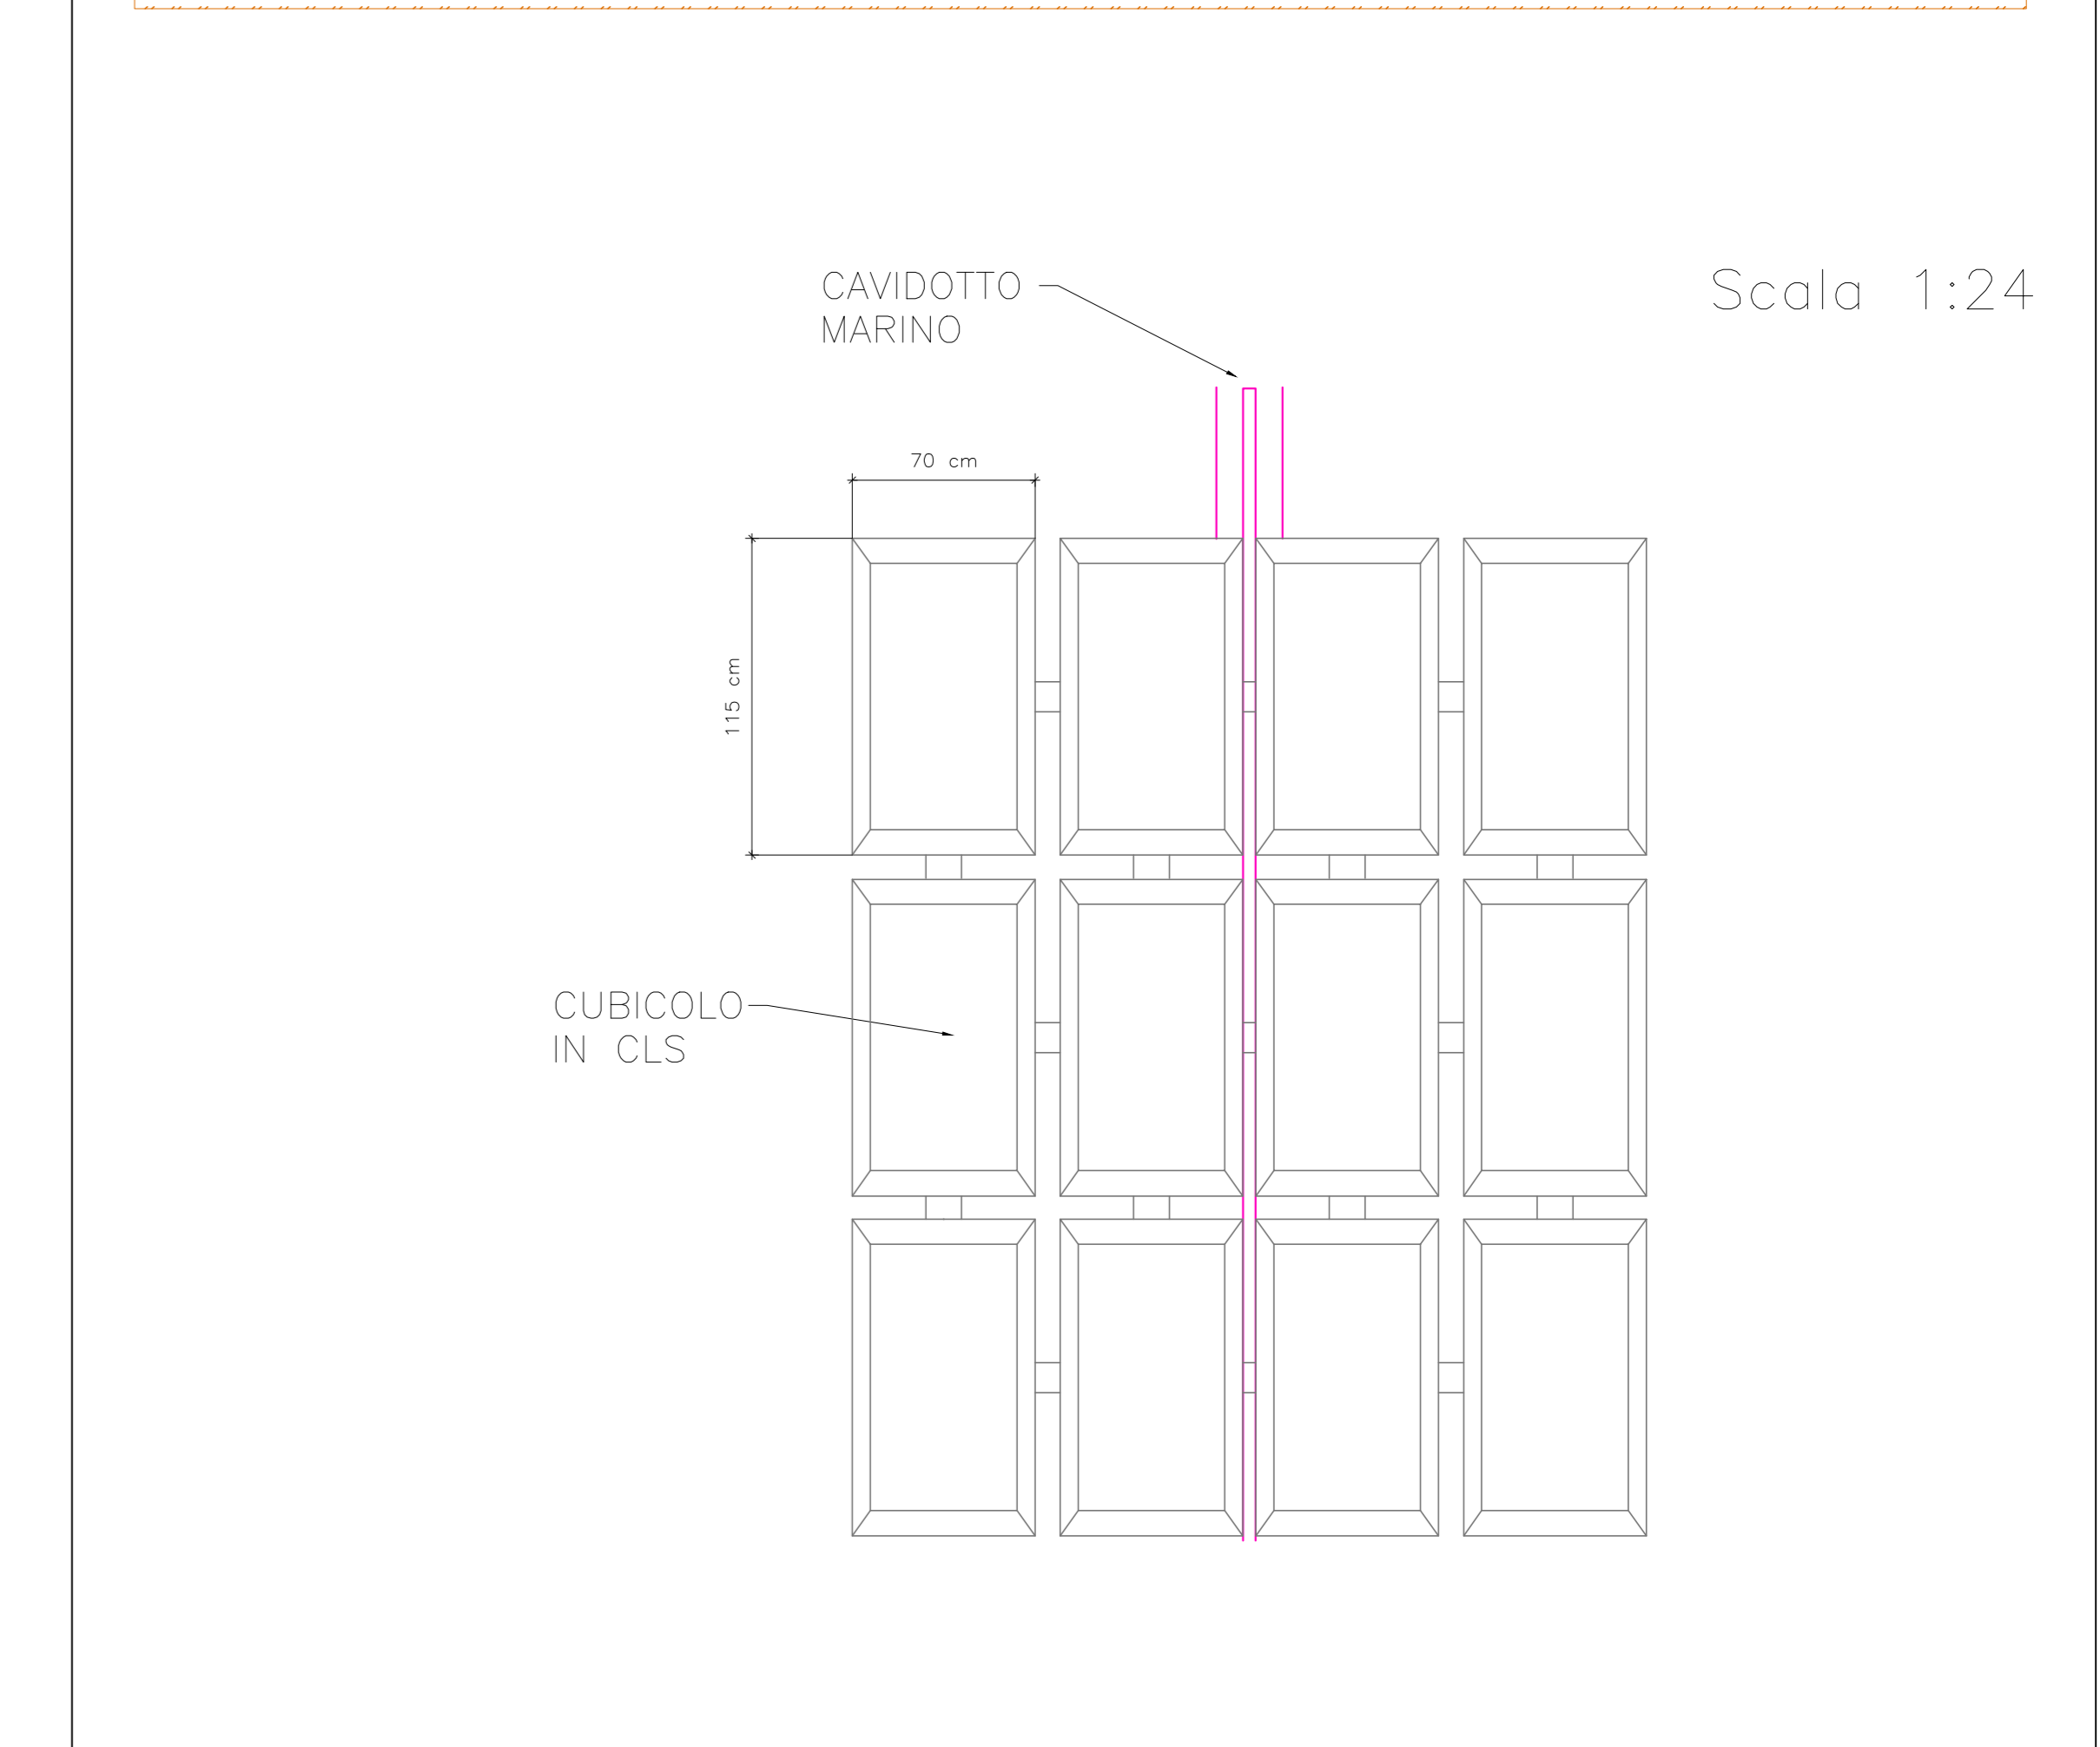 CAVIDOTTO
MARINO
Scala 1:24
70 cm
115 cm
CUBICOLO
IN CLS